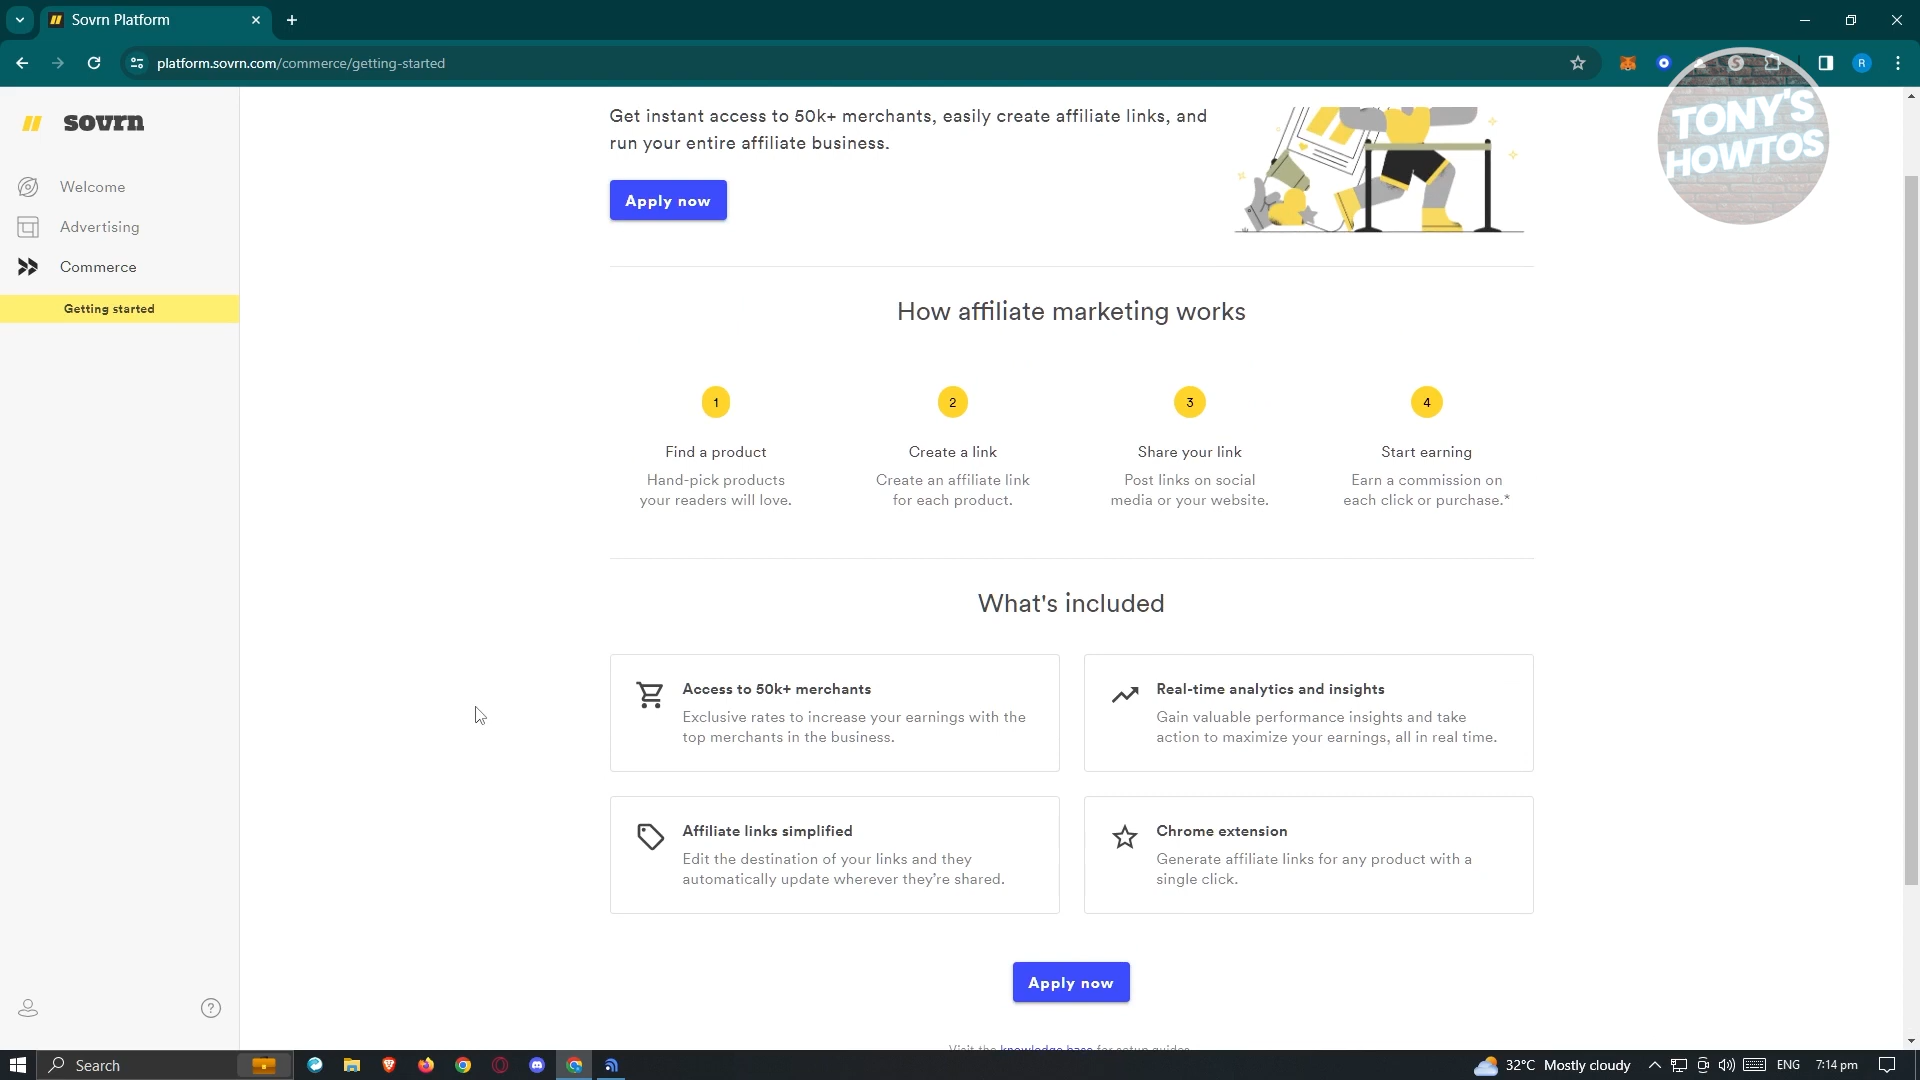 Sovrn Platform
platform.sovrn.com/commerce/getting-started
R
TONY'S
HOWTOS
sovrn
Welcome
Advertising
Commerce
Getting started
Get instant access to 50k+ merchants, easily create affiliate links, and
run your entire affiliate business.
Apply now
How affiliate marketing works
1
2
3
4
Find a product
Create a link
Share your link
Start earning
Hand-pick products
your readers will love.
Create an affiliate link
for each product.
Post links on social
media or your website.
Earn a commission on
each click or purchase.*
What's included
Access to 50k+ merchants
Exclusive rates to increase your earnings with the
top merchants in the business.
Real-time analytics and insights
Gain valuable performance insights and take
action to maximize your earnings, all in real time.
Affiliate links simplified
Edit the destination of your links and they
automatically update wherever they're shared.
Chrome extension
Generate affiliate links for any product with a
single click.
Apply now
Visit the knowledge base for setup guides
Search
32°C Mostly cloudy
ENG
7:14 pm